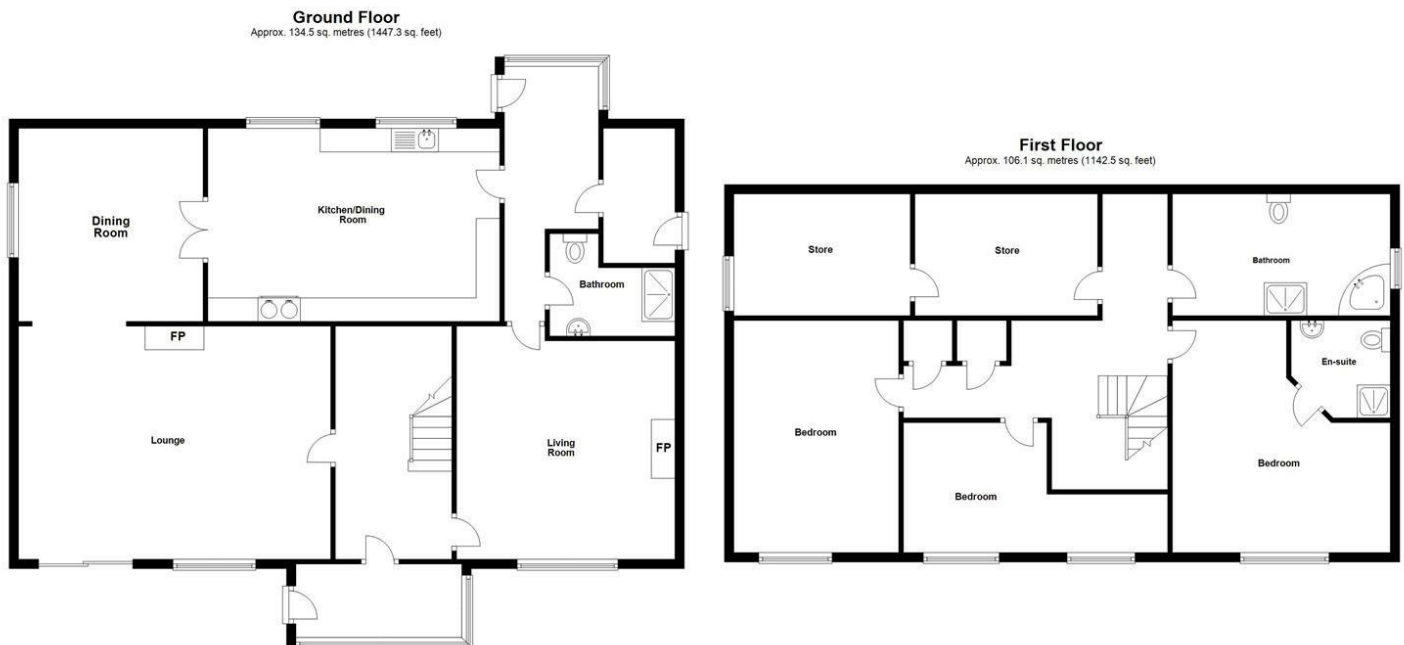 Ground Floor
Approx. 134.5 sq. metres (1447.3 sq. feet)
Dining
Room
Kitchen/Dining
Room
Bathroom
FP
Lounge
Living
Room
FP
First Floor
Approx. 106.1 sq. metres (1142.5 sq. feet)
Store
Store
Bathroom
En-suite
Bedroom
Bedroom
Bedroom